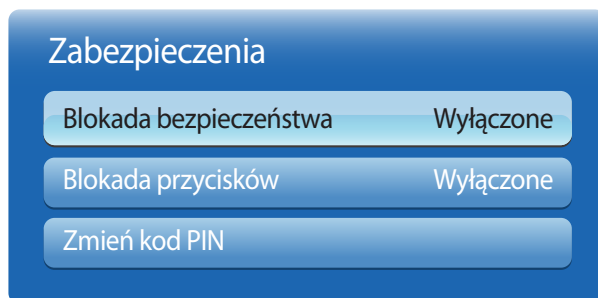 Zabezpieczenia
Blokada bezpieczeństwa Wyłączone
Blokada przycisków Wyłączone
Zmień kod PIN